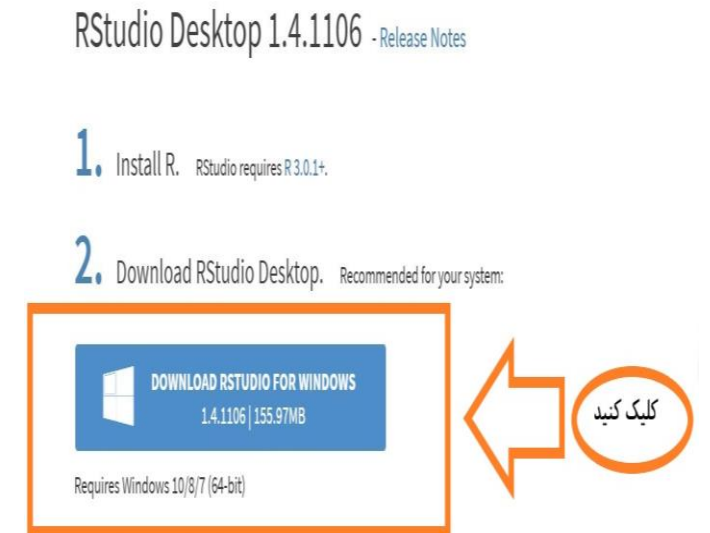 RStudio Desktop 1.4.1106 - Release Notes
1. Install R. RStudio requires R 3.0.1+.
2. Download RStudio Desktop. Recommended for your system:
DOWNLOAD RSTUDIO FOR WINDOWS
1.4.1106 | 155.97MB
کلیک کنید
Requires Windows 10/8/7 (64-bit)